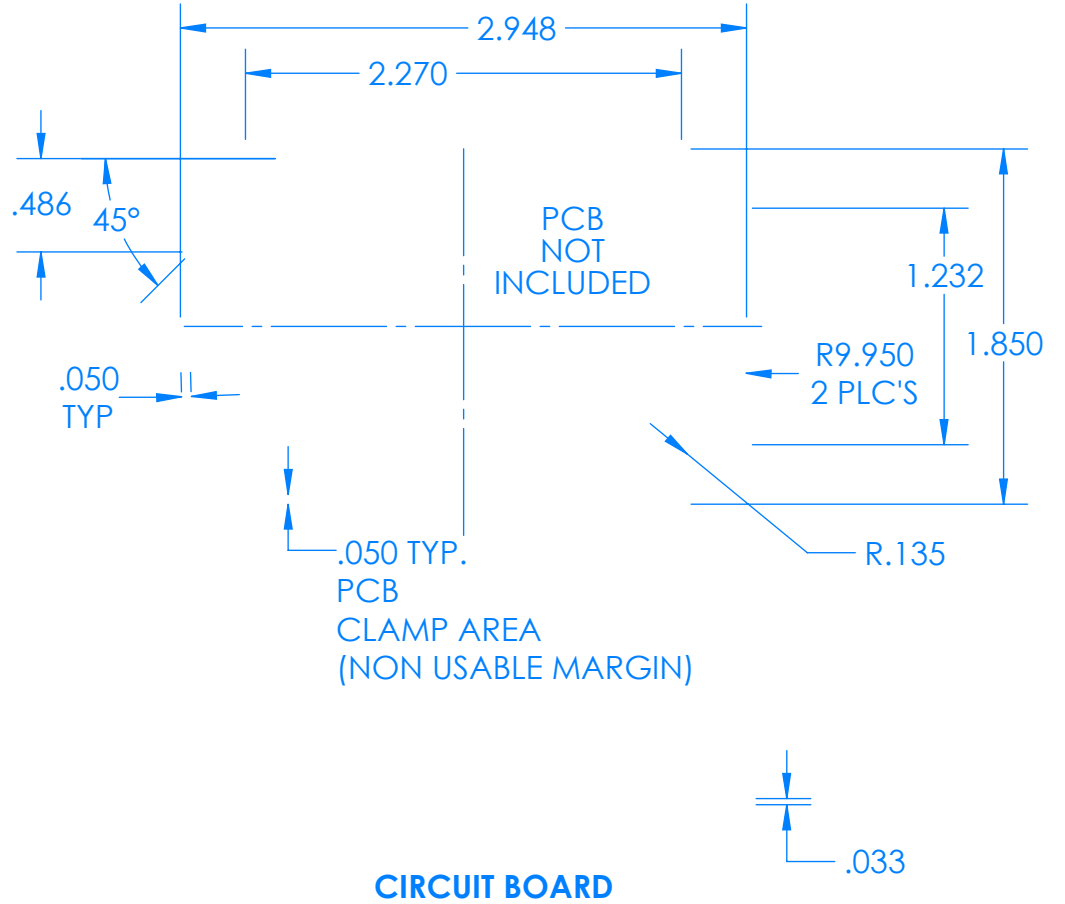 2.948
2.270
.486
45°
PCB
NOT
INCLUDED
1.232
1.850
R9.950
2 PLC'S
.050
TYP
.050 TYP.
PCB
CLAMP AREA
(NON USABLE MARGIN)
R.135
.033
CIRCUIT BOARD